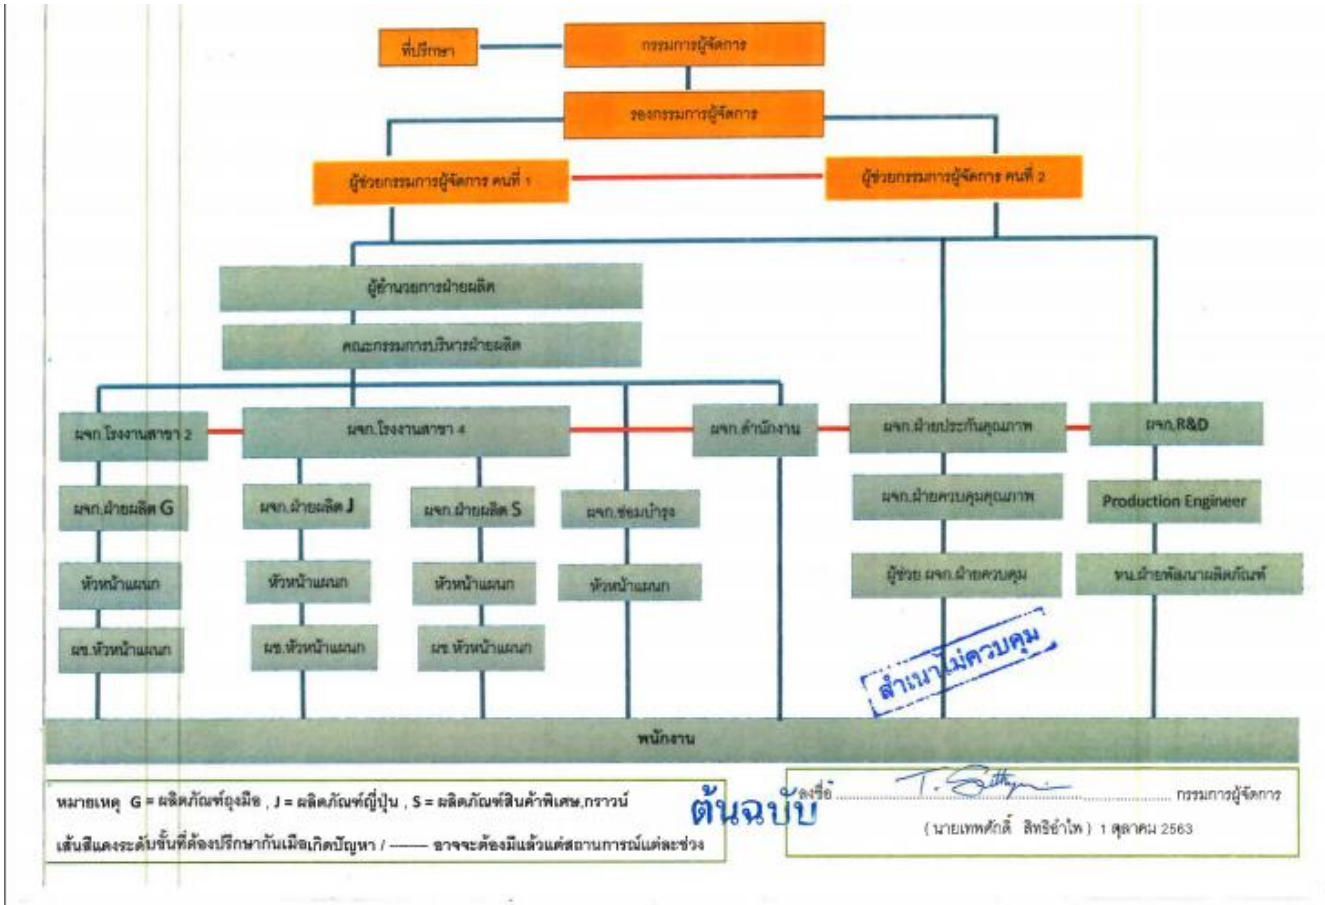 ที่ปรึกษา
กรรมการผู้จัดการ
รองกรรมการผู้จัดการ
ผู้ช่วยกรรมการผู้จัดการ คนที่ 1
ผู้ช่วยกรรมการผู้จัดการ คนที่ 2
ผู้อำนวยการฝ่ายผลิต
คณะกรรมการบริหารฝ่ายผลิต
ผจก.โรงงานสาขา 2
ผจก.โรงงานสาขา 4
ผจก.สำนักงาน
ผจก.ฝ่ายประกันคุณภาพ
ผจก.R&D
ผจก.ฝ่ายผลิต G
ผจก.ฝ่ายผลิต J
ผจก.ฝ่ายผลิต S
ผจก.ซ่อมบำรุง
ผจก.ฝ่ายควบคุมคุณภาพ
Production Engineer
หัวหน้าแผนก
หัวหน้าแผนก
หัวหน้าแผนก
หัวหน้าแผนก
ผู้ช่วย ผจก.ฝ่ายควบคุม
หน.ฝ่ายพัฒนาผลิตภัณฑ์
ผช.หัวหน้าแผนก
ผช.หัวหน้าแผนก
ผช.หัวหน้าแผนก
สำเนาไม่ควบคุม
พนักงาน
หมายเหตุ G = ผลิตภัณฑ์ถุงมือ , J = ผลิตภัณฑ์ญี่ปุ่น , S = ผลิตภัณฑ์สินค้าพิเศษ,กราวน์
เส้นสีแดงระดับชั้นที่ต้องปรึกษากันเมื่อเกิดปัญหา / ——— อาจจะต้องมีแล้วแต่สถานการณ์แต่ละช่วง
ต้นฉบับ
ลงชื่อ ........ กรรมการผู้จัดการ
( นายเทพศักดิ์ สิทธิอำไพ ) 1 ตุลาคม 2563